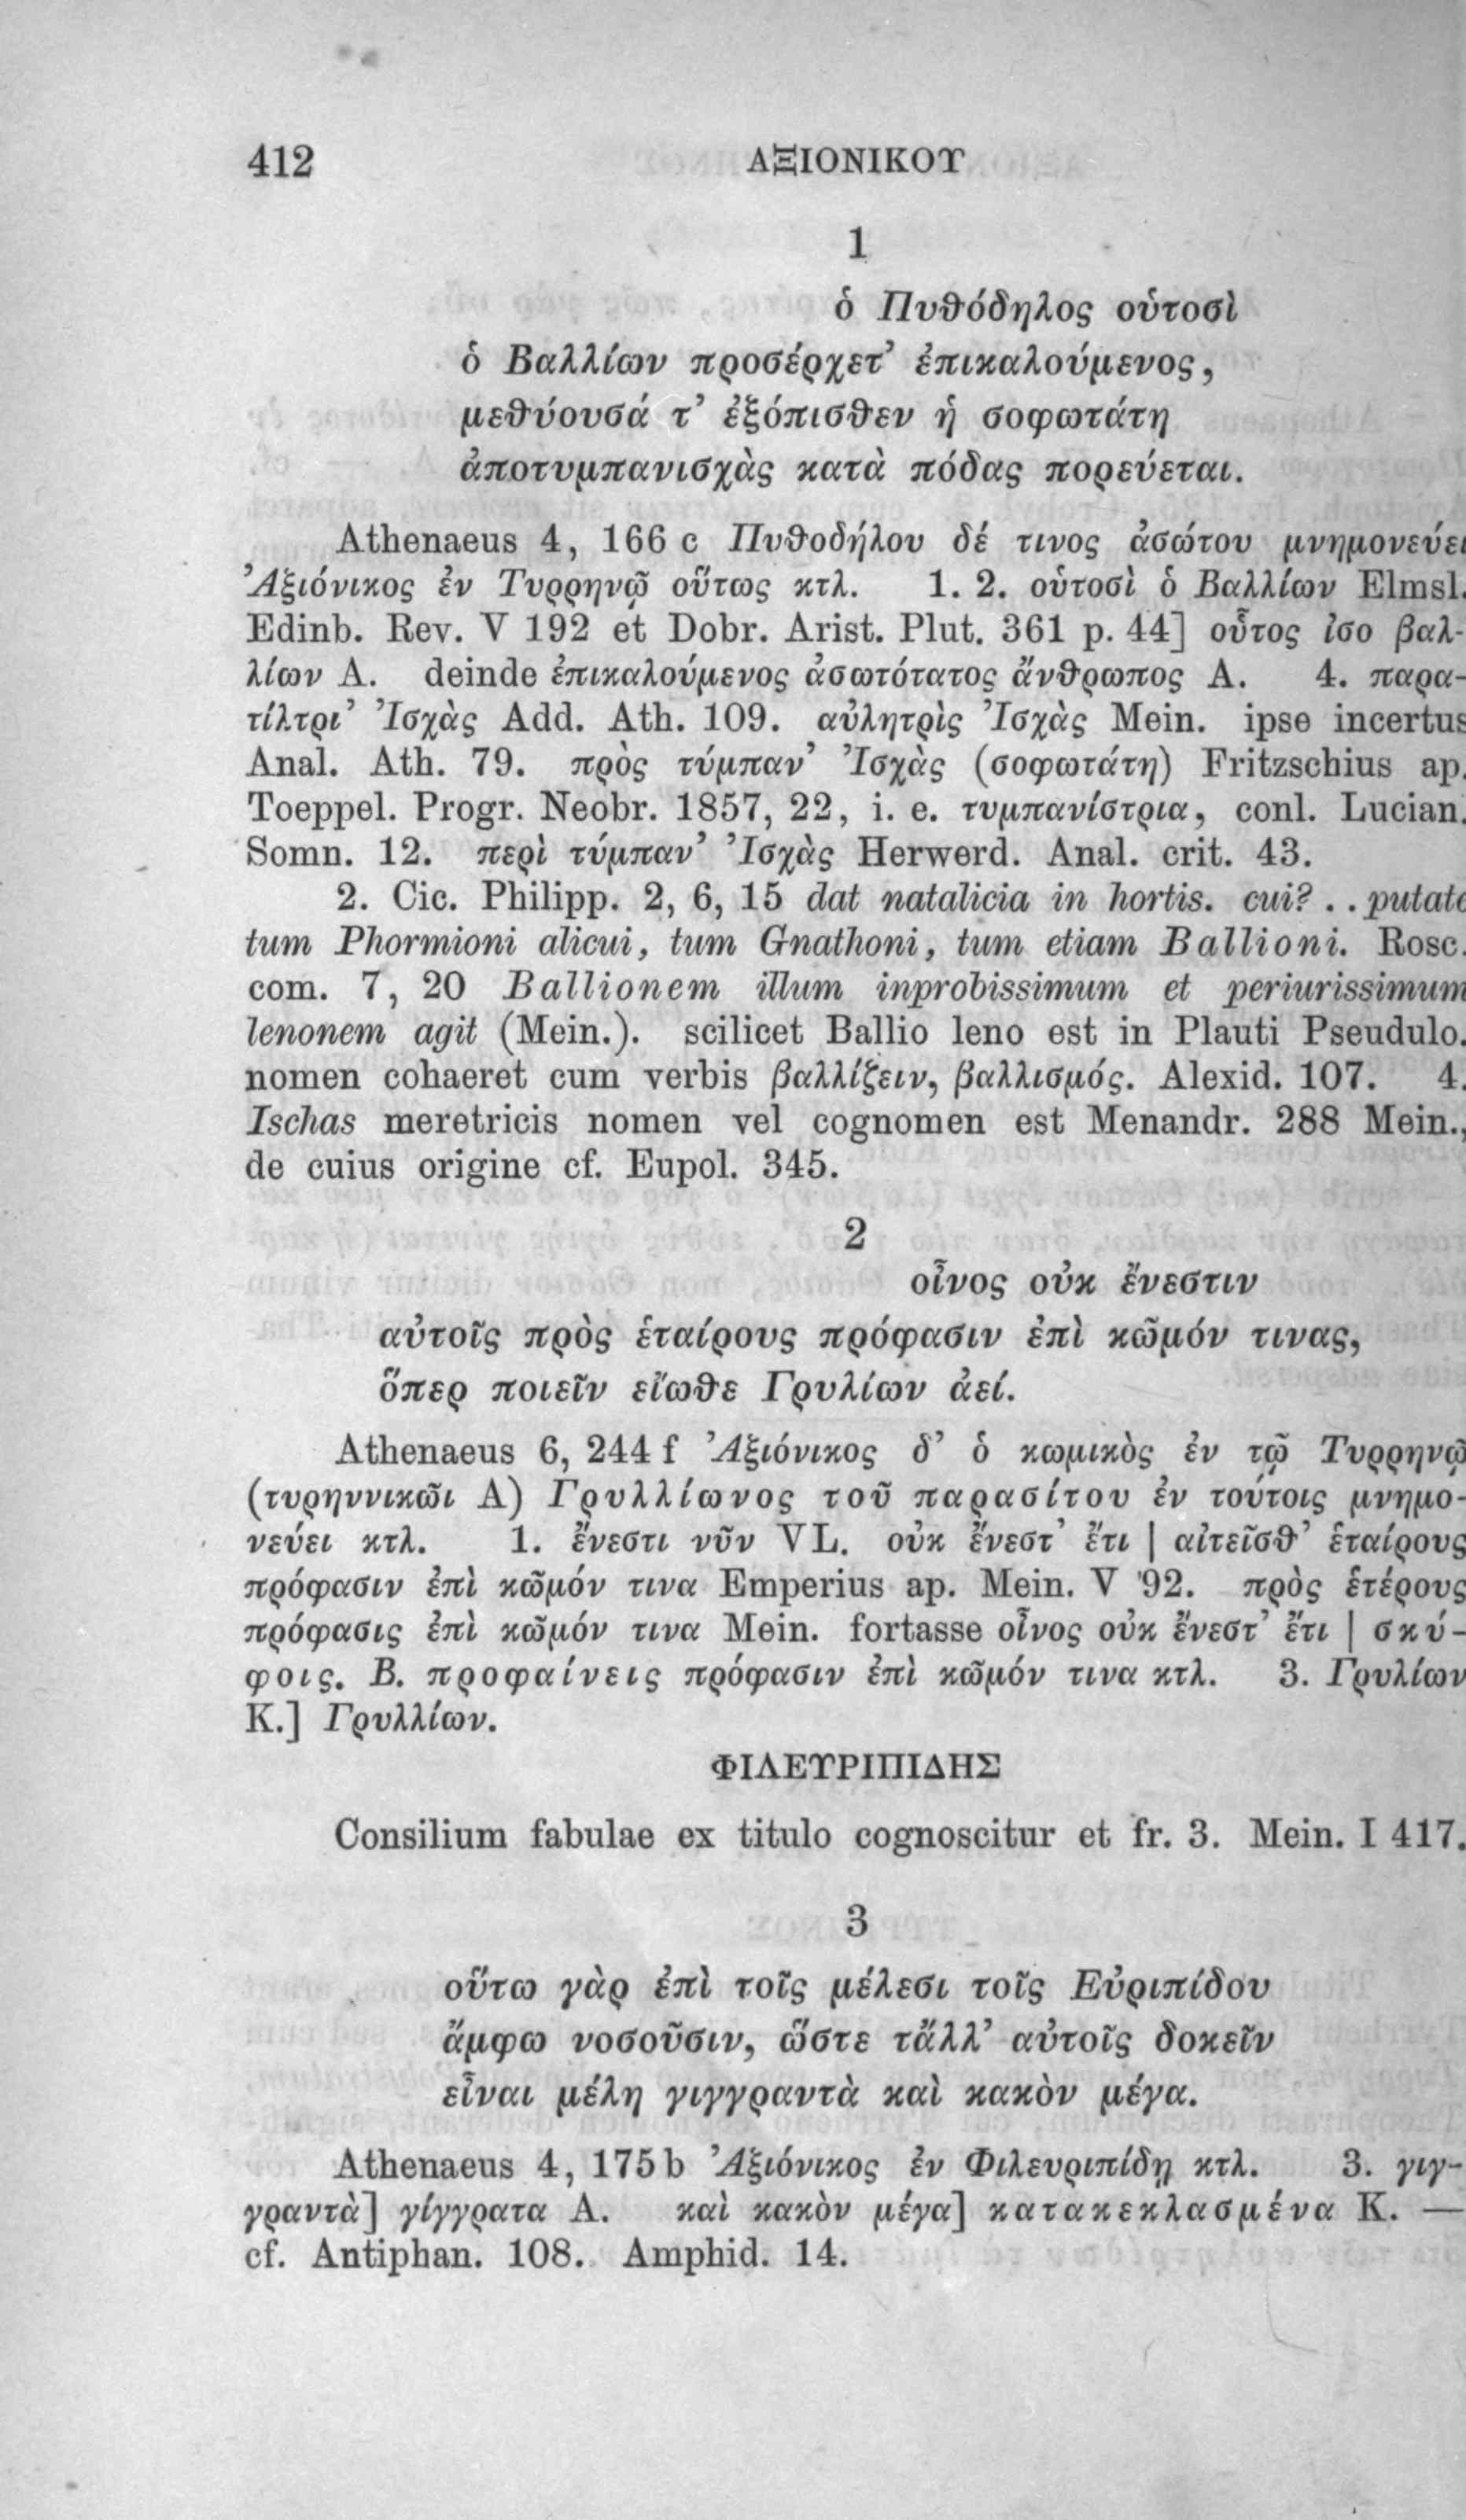 412
ΑΞΙΟΝΙΚΟΥ
1
ὁ Πυθόδηλος οὑτοσὶ
ὁ Βαλλίων προσέρχετ’ ἐπικαλούμενος,
μεθύουσά τ’ ἐξόπισθεν ἡ σοφωτάτη
ἀποτυμπανισχὰς κατὰ πόδας πορεύεται.
Athenaeus 4, 166 c Πυθοδήλου δέ τινος ἀσώτου μνημονεύει
Ἀξιόνικος ἐν Τυρρηνῷ οὕτως κτλ. 1. 2. οὑτοσὶ ὁ Βαλλίων Elmsl.
Edinb. Rev. V 192 et Dobr. Arist. Plut. 361 p. 44] οὗτος ἰσο βαλ-
λίων A. deinde ἐπικαλούμενος ἀσωτότατος ἄνθρωπος A. 4. παρα-
τίλτρι’ Ἰσχὰς Add. Ath. 109. αὐλητρὶς Ἰσχὰς Mein. ipse incertus
Anal. Ath. 79. πρὸς τύμπαν’ Ἰσχὰς (σοφωτάτη) Fritzschius ap.
Toeppel. Progr. Neobr. 1857, 22, i. e. τυμπανίστρια, conl. Lucian.
Somn. 12. περὶ τύμπαν’ Ἰσχὰς Herwerd. Anal. crit. 43.
2. Cic. Philipp. 2, 6, 15 dat natalicia in hortis. cui? . . putate
tum Phormioni alicui, tum Gnathoni, tum etiam Ballioni. Rosc.
com. 7, 20 Ballionem illum inprobissimum et periurissimum
lenonem agit (Mein.). scilicet Ballio leno est in Plauti Pseudulo.
nomen cohaeret cum verbis βαλλίζειν, βαλλισμός. Alexid. 107. 4.
Ischas meretricis nomen vel cognomen est Menandr. 288 Mein.,
de cuius origine cf. Eupol. 345.
2
οἶνος οὐκ ἔνεστιν
αὐτοῖς πρὸς ἑταίρους πρόφασιν ἐπὶ κῶμόν τινας,
ὅπερ ποιεῖν εἴωθε Γρυλίων ἀεί.
Athenaeus 6, 244 f Ἀξιόνικος δ’ ὁ κωμικὸς ἐν τῷ Τυρρηνῷ
(τυρηννικῶι A) Γρυλλίωνος τοῦ παρασίτου ἐν τούτοις μνημο-
νεύει κτλ. 1. ἔνεστι νῦν VL. οὐκ ἔνεστ’ ἔτι | αἰτεῖσθ’ ἑταίρους
πρόφασιν ἐπὶ κῶμόν τινα Emperius ap. Mein. V 92. πρὸς ἑτέρους
πρόφασις ἐπὶ κῶμόν τινα Mein. fortasse οἶνος οὐκ ἔνεστ’ ἔτι | σκύ-
φοις. Β. προφαίνεις πρόφασιν ἐπὶ κῶμόν τινα κτλ. 3. Γρυλίων
K.] Γρυλλίων.
ΦΙΛΕΥΡΙΠΙΔΗΣ
Consilium fabulae ex titulo cognoscitur et fr. 3. Mein. I 417.
3
οὕτω γὰρ ἐπὶ τοῖς μέλεσι τοῖς Εὐριπίδου
ἄμφω νοσοῦσιν, ὥστε τἄλλ’ αὐτοῖς δοκεῖν
εἶναι μέλη γιγγραντὰ καὶ κακὸν μέγα.
Athenaeus 4, 175 b Ἀξιόνικος ἐν Φιλευριπίδῃ κτλ. 3. γιγ-
γραντὰ] γίγγρατα A. καὶ κακὸν μέγα] κατακεκλασμένα K. —
cf. Antiphan. 108. Amphid. 14.